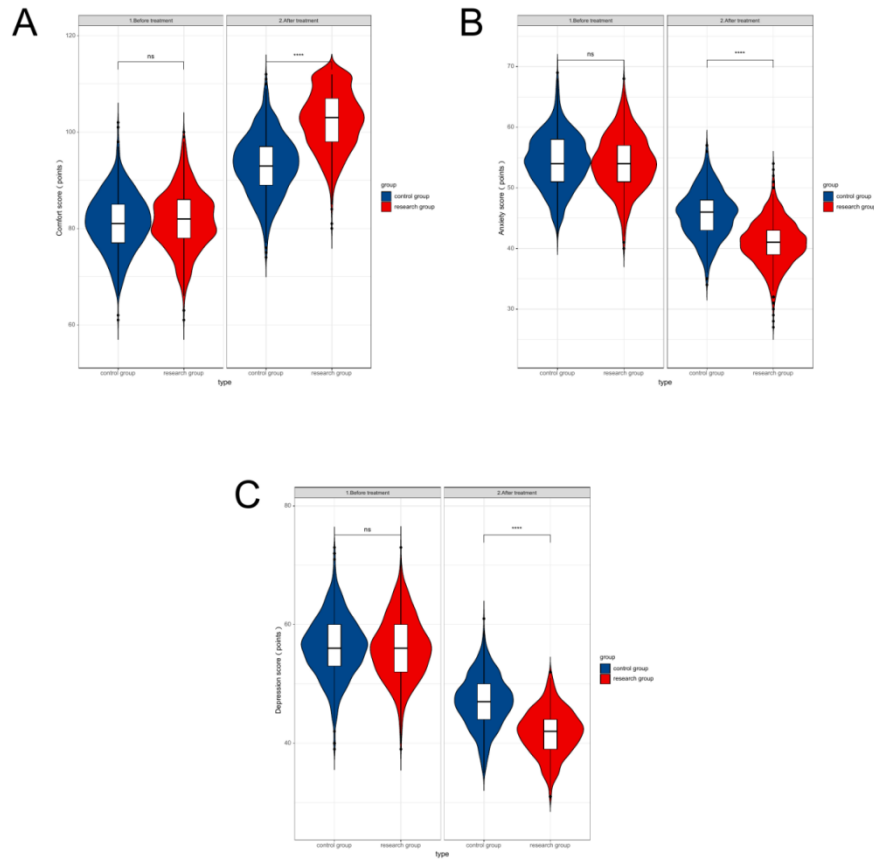 A
1.Before treatment
2.After treatment
120
100
80
60
ns
****
Comfort score ( points )
control group
research group
control group
research group
type
group
control group
research group
B
1.Before treatment
2.After treatment
70
60
50
40
30
ns
****
Anxiety score ( points )
control group
research group
control group
research group
type
group
control group
research group
C
1.Before treatment
2.After treatment
80
60
40
ns
****
Depression score ( points )
control group
research group
control group
research group
type
group
control group
research group